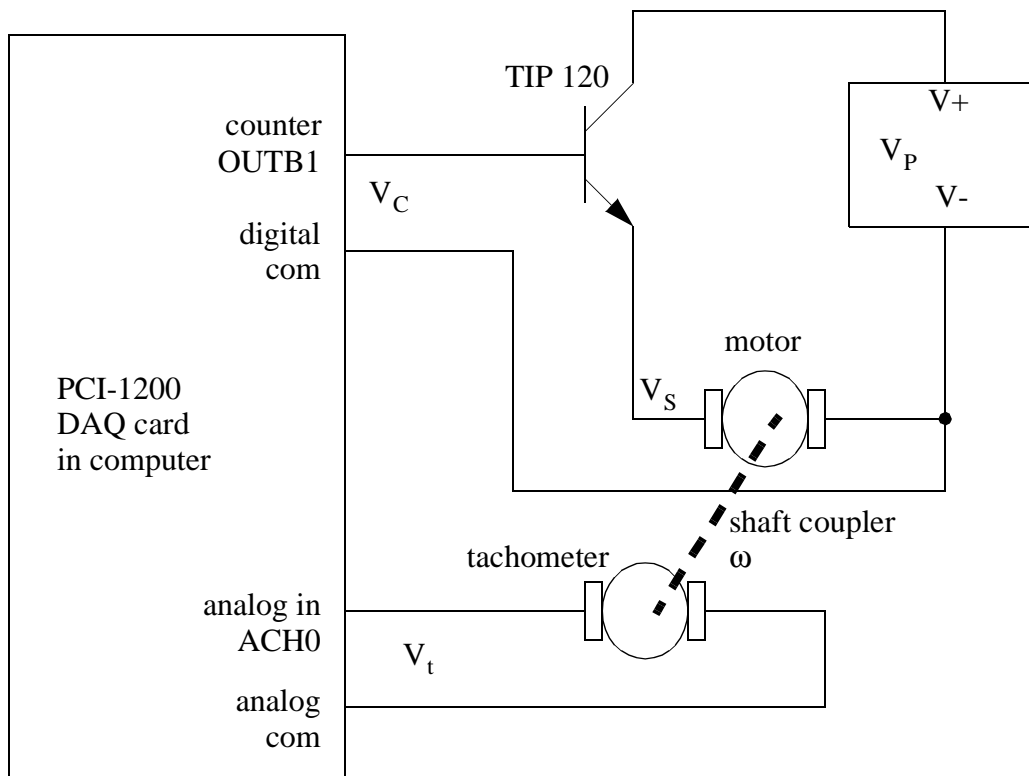 TIP 120
V+
V_P
V-
counter
OUTB1
V_C
digital
com
motor
PCI-1200
DAQ card
in computer
V_S
shaft coupler
ω
tachometer
analog in
ACH0
V_t
analog
com